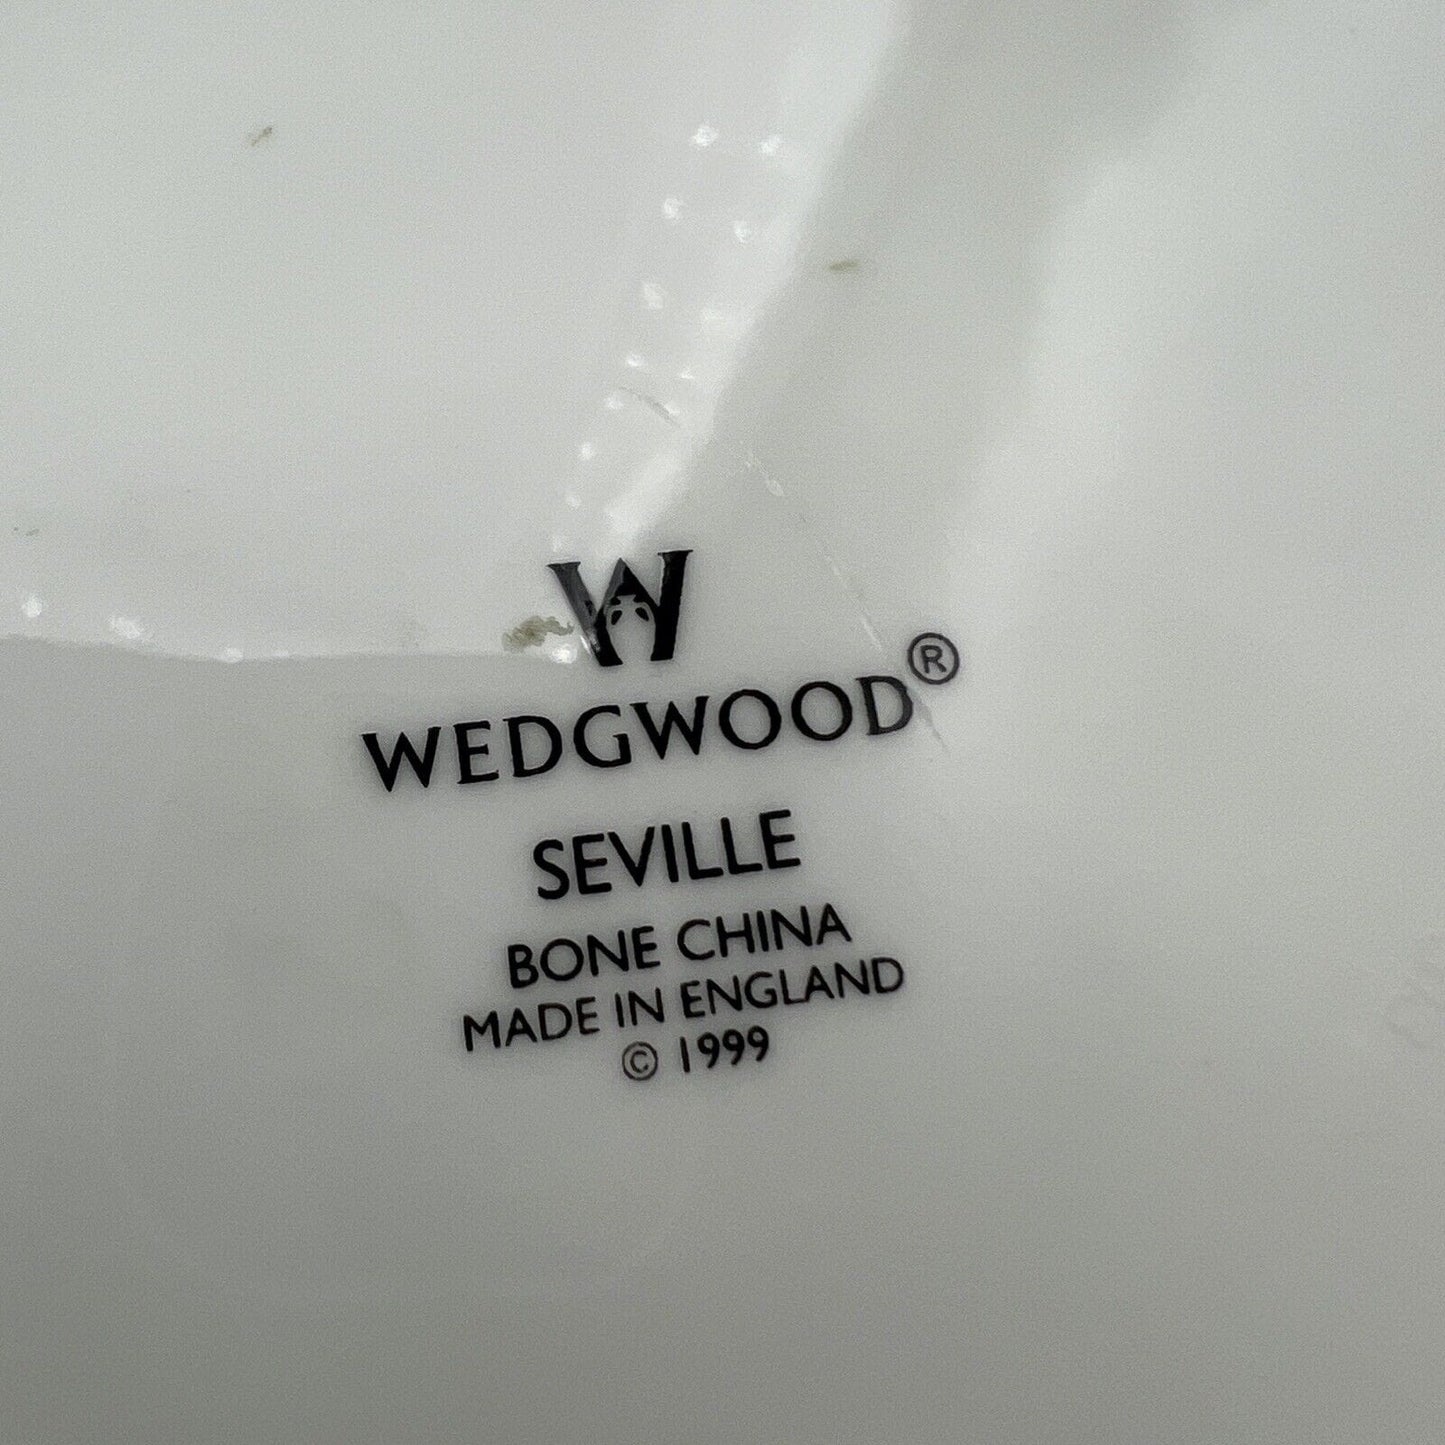 W
WEDGWOOD®
SEVILLE
BONE CHINA
MADE IN ENGLAND
© 1999